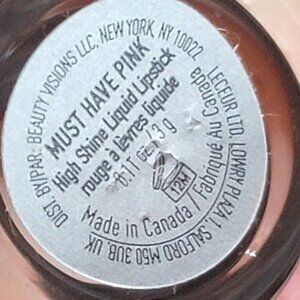 DIST. BY/PAR: BEAUTY VISIONS LLC, NEW YORK, NY 10022
LECEUR LTD, LOWRY PLAZA 1, SALFORD M50 3UB, UK
MUST HAVE PINK
High Shine Liquid Lipstick
rouge à lèvres liquide
0.11 oz / 3 g
12M
Made in Canada / Fabriqué Au Canada